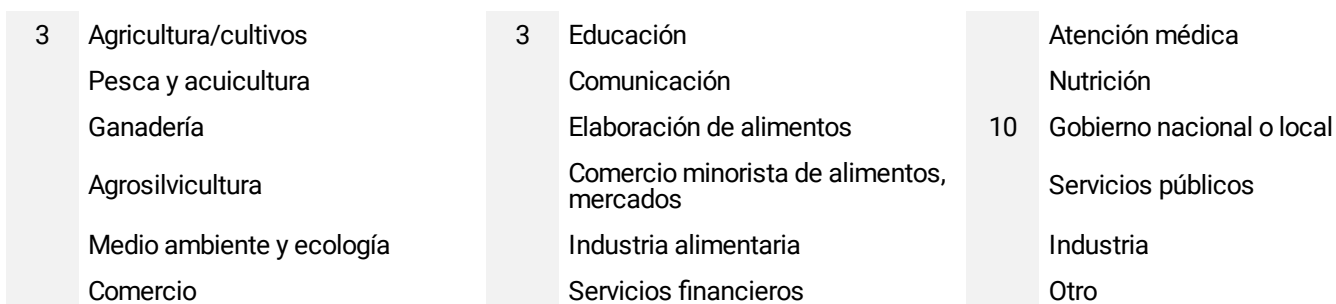 3 Agricultura/cultivos 3 Educación Atención médica
Pesca y acuicultura Comunicación Nutrición
Ganadería Elaboración de alimentos 10 Gobierno nacional o local
Agrosilvicultura Comercio minorista de alimentos, mercados Servicios públicos
Medio ambiente y ecología Industria alimentaria Industria
Comercio Servicios financieros Otro